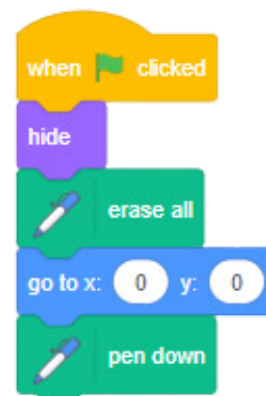 when clicked
hide
erase all
go to x: 0 y: 0
pen down